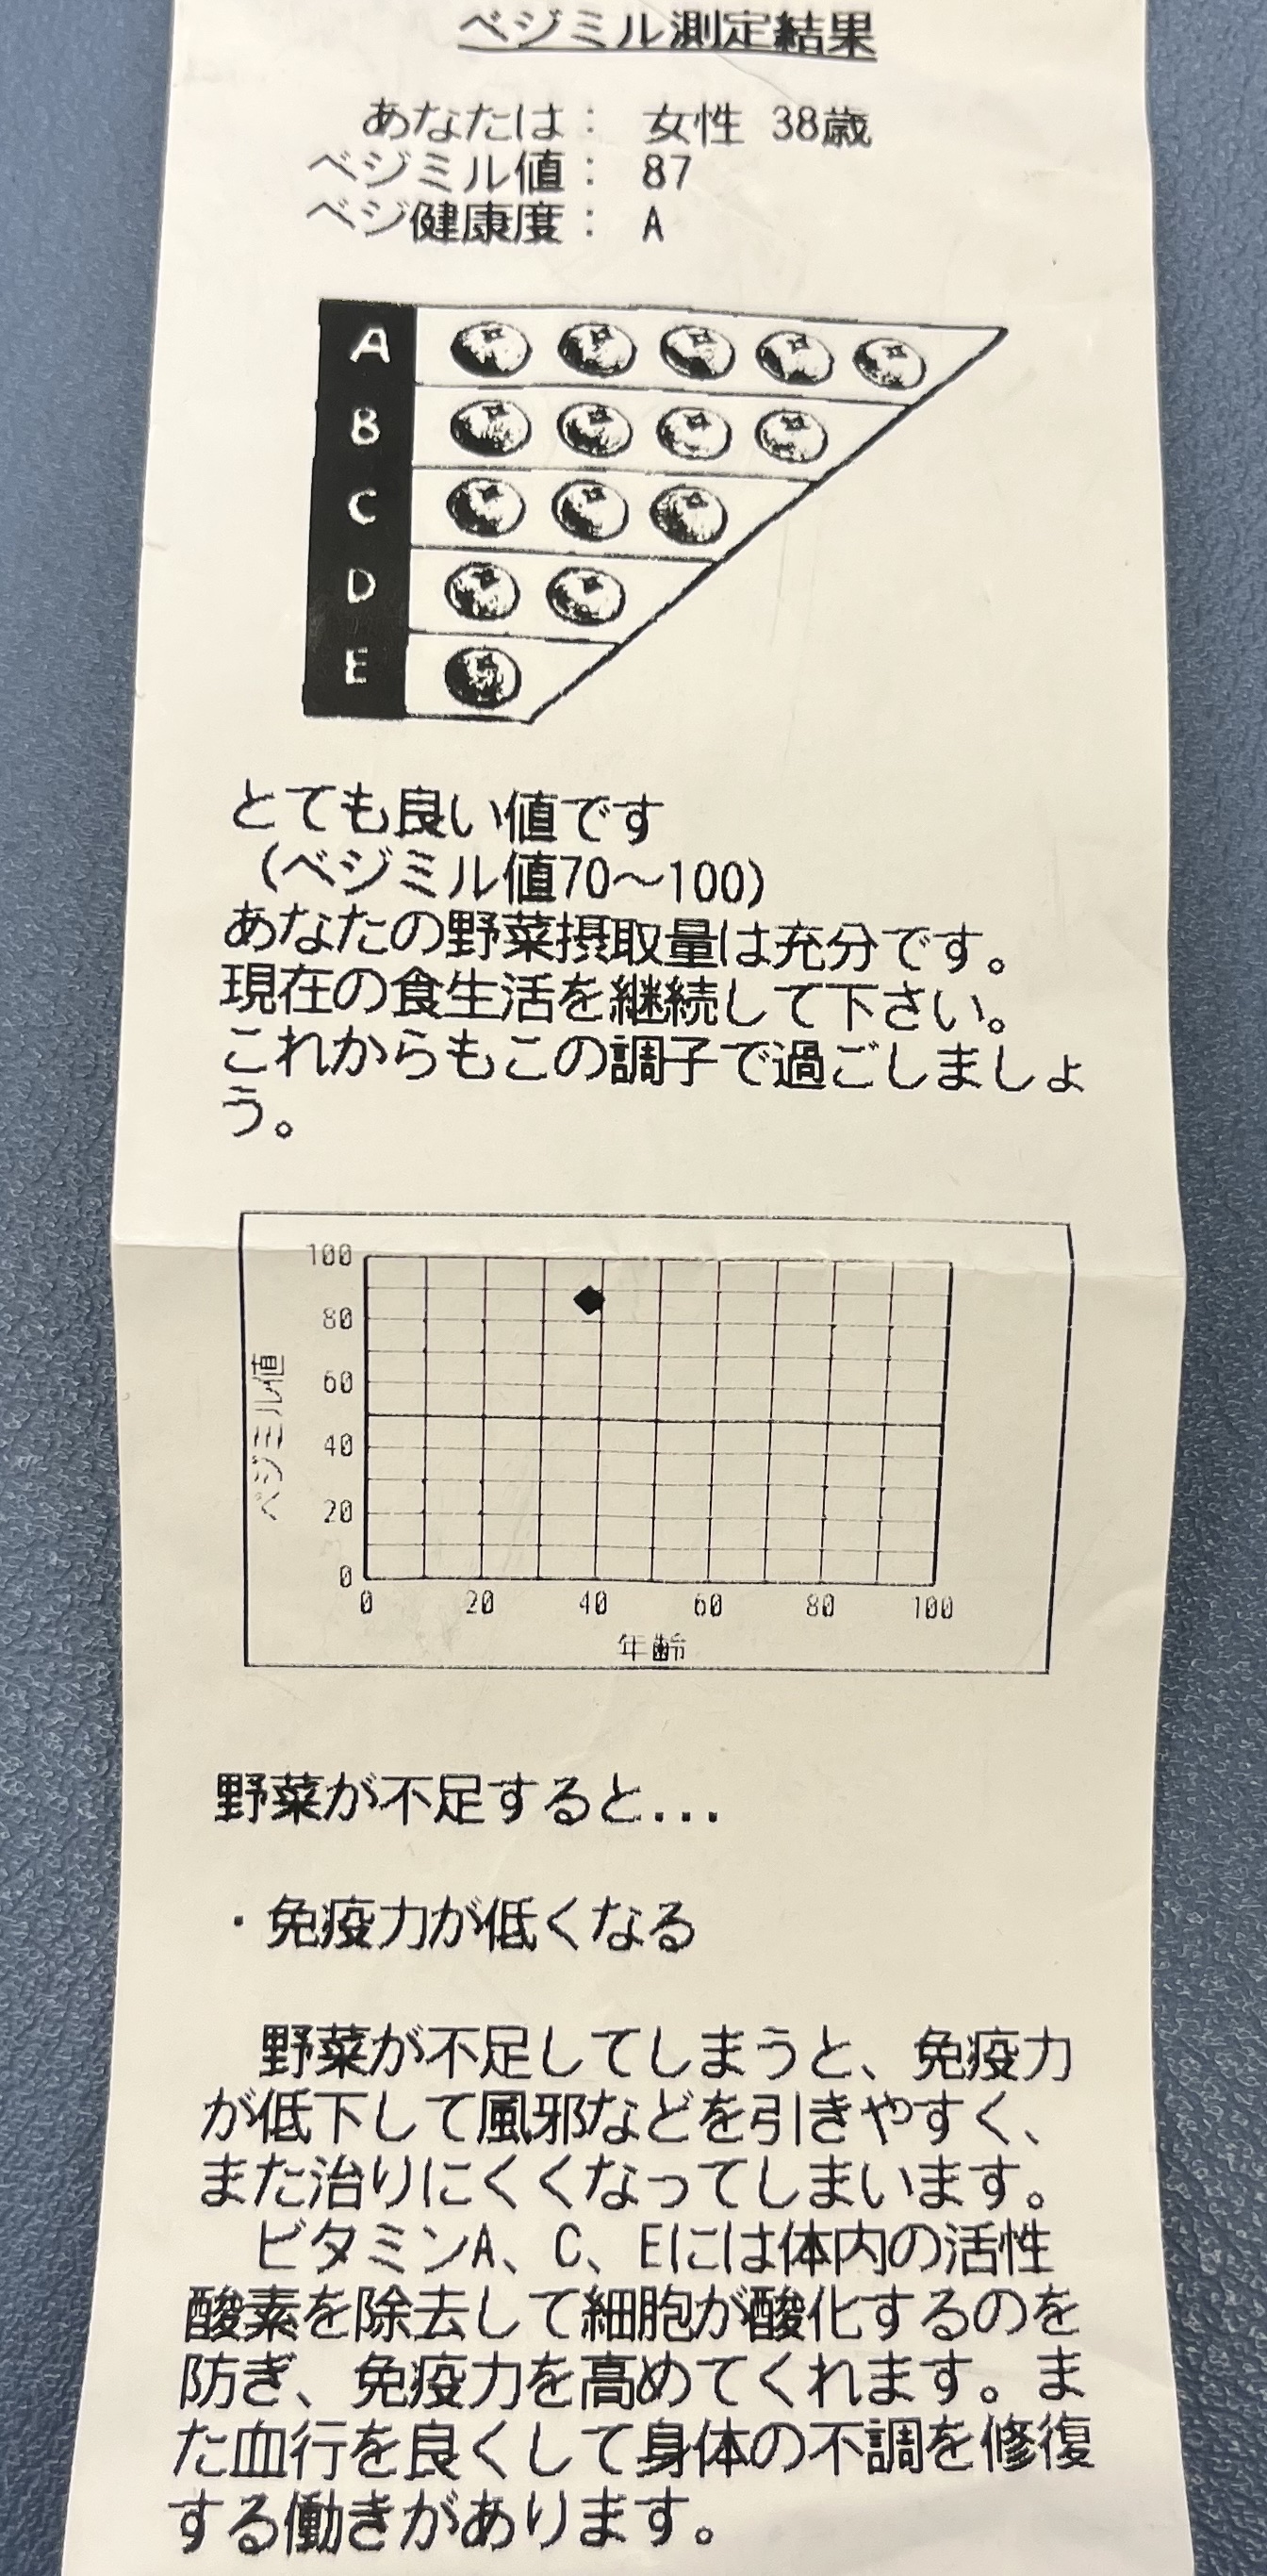 ベジミル測定結果
あなたは： 女性 38歳
ベジミル値： 87
ベジ健康度： A
A
B
C
D
E
とても良い値です
（ベジミル値70～100）
あなたの野菜摂取量は充分です。
現在の食生活を継続して下さい。
これからもこの調子で過ごしましょ
う。
100
80
60
40
20
0
ベジミル値
0 20 40 60 80 100
年齢
野菜が不足すると...
・免疫力が低くなる
野菜が不足してしまうと、免疫力
が低下して風邪などを引きやすく、
また治りにくくなってしまいます。
ビタミンA、C、Eには体内の活性
酸素を除去して細胞が酸化するのを
防ぎ、免疫力を高めてくれます。ま
た血行を良くして身体の不調を修復
する働きがあります。